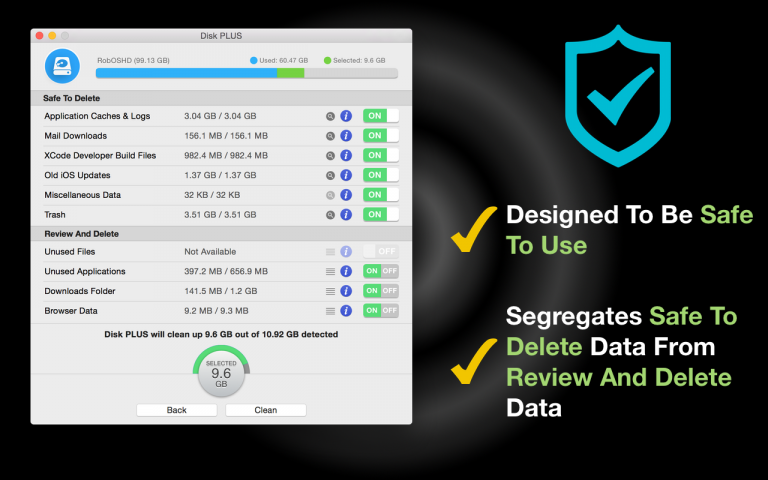 Disk PLUS
RobOSHD (99.13 GB) Used: 60.47 GB Selected: 9.6 GB
Safe To Delete
Application Caches & Logs 3.04 GB / 3.04 GB i ON
Mail Downloads 156.1 MB / 156.1 MB i ON
XCode Developer Build Files 982.4 MB / 982.4 MB i ON
Old iOS Updates 1.37 GB / 1.37 GB i ON
Miscellaneous Data 32 KB / 32 KB i ON
Trash 3.51 GB / 3.51 GB i ON
Review And Delete
Unused Files Not Available i OFF
Unused Applications 397.2 MB / 656.9 MB i ON OFF
Downloads Folder 141.5 MB / 1.2 GB i ON OFF
Browser Data 9.2 MB / 9.3 MB i ON OFF
Disk PLUS will clean up 9.6 GB out of 10.92 GB detected
SELECTED
9.6
GB
Back Clean
Designed To Be Safe
To Use
Segregates Safe To
Delete Data From
Review And Delete
Data